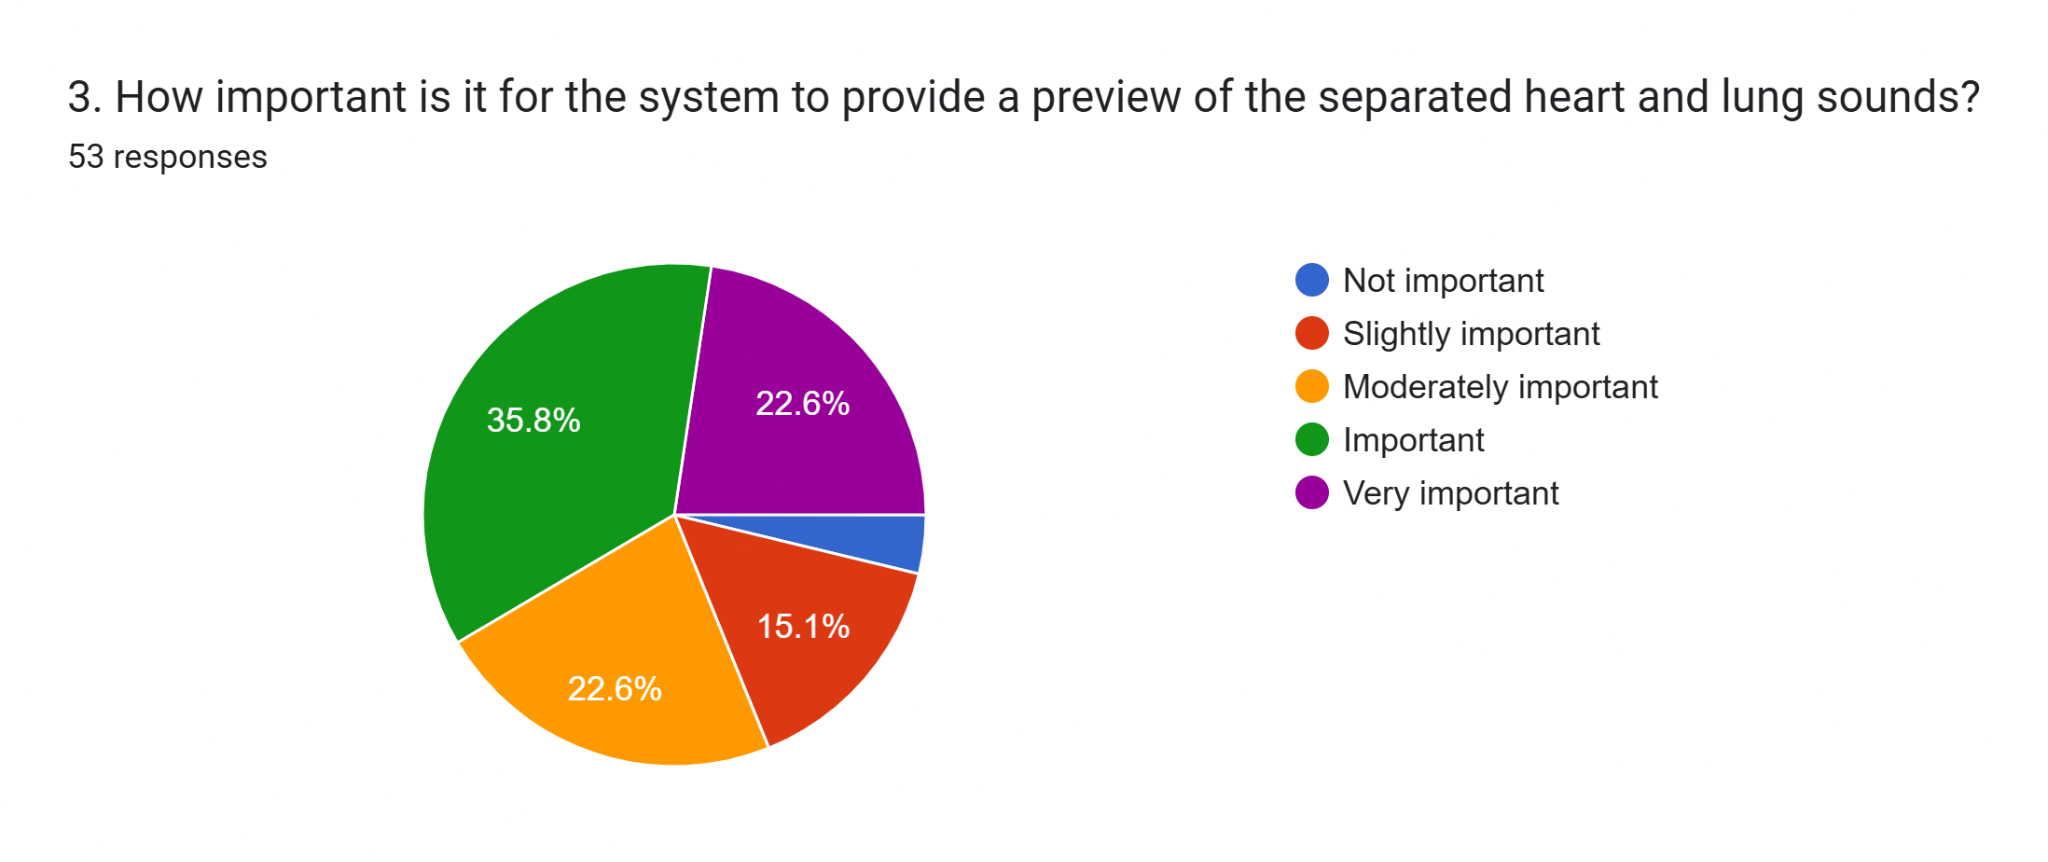 3. How important is it for the system to provide a preview of the separated heart and lung sounds?
53 responses
Not important
Slightly important
Moderately important
Important
Very important
35.8%
22.6%
15.1%
22.6%